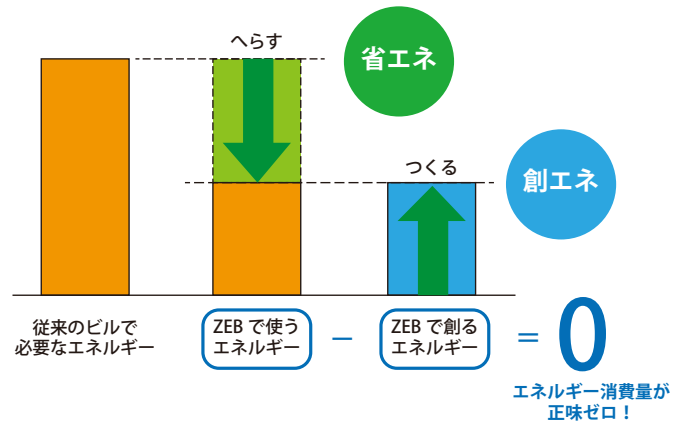 へらす
省エネ
つくる
創エネ
従来のビルで
必要なエネルギー
ZEB で使う
エネルギー
−
ZEB で創る
エネルギー
=
0
エネルギー消費量が
正味ゼロ！